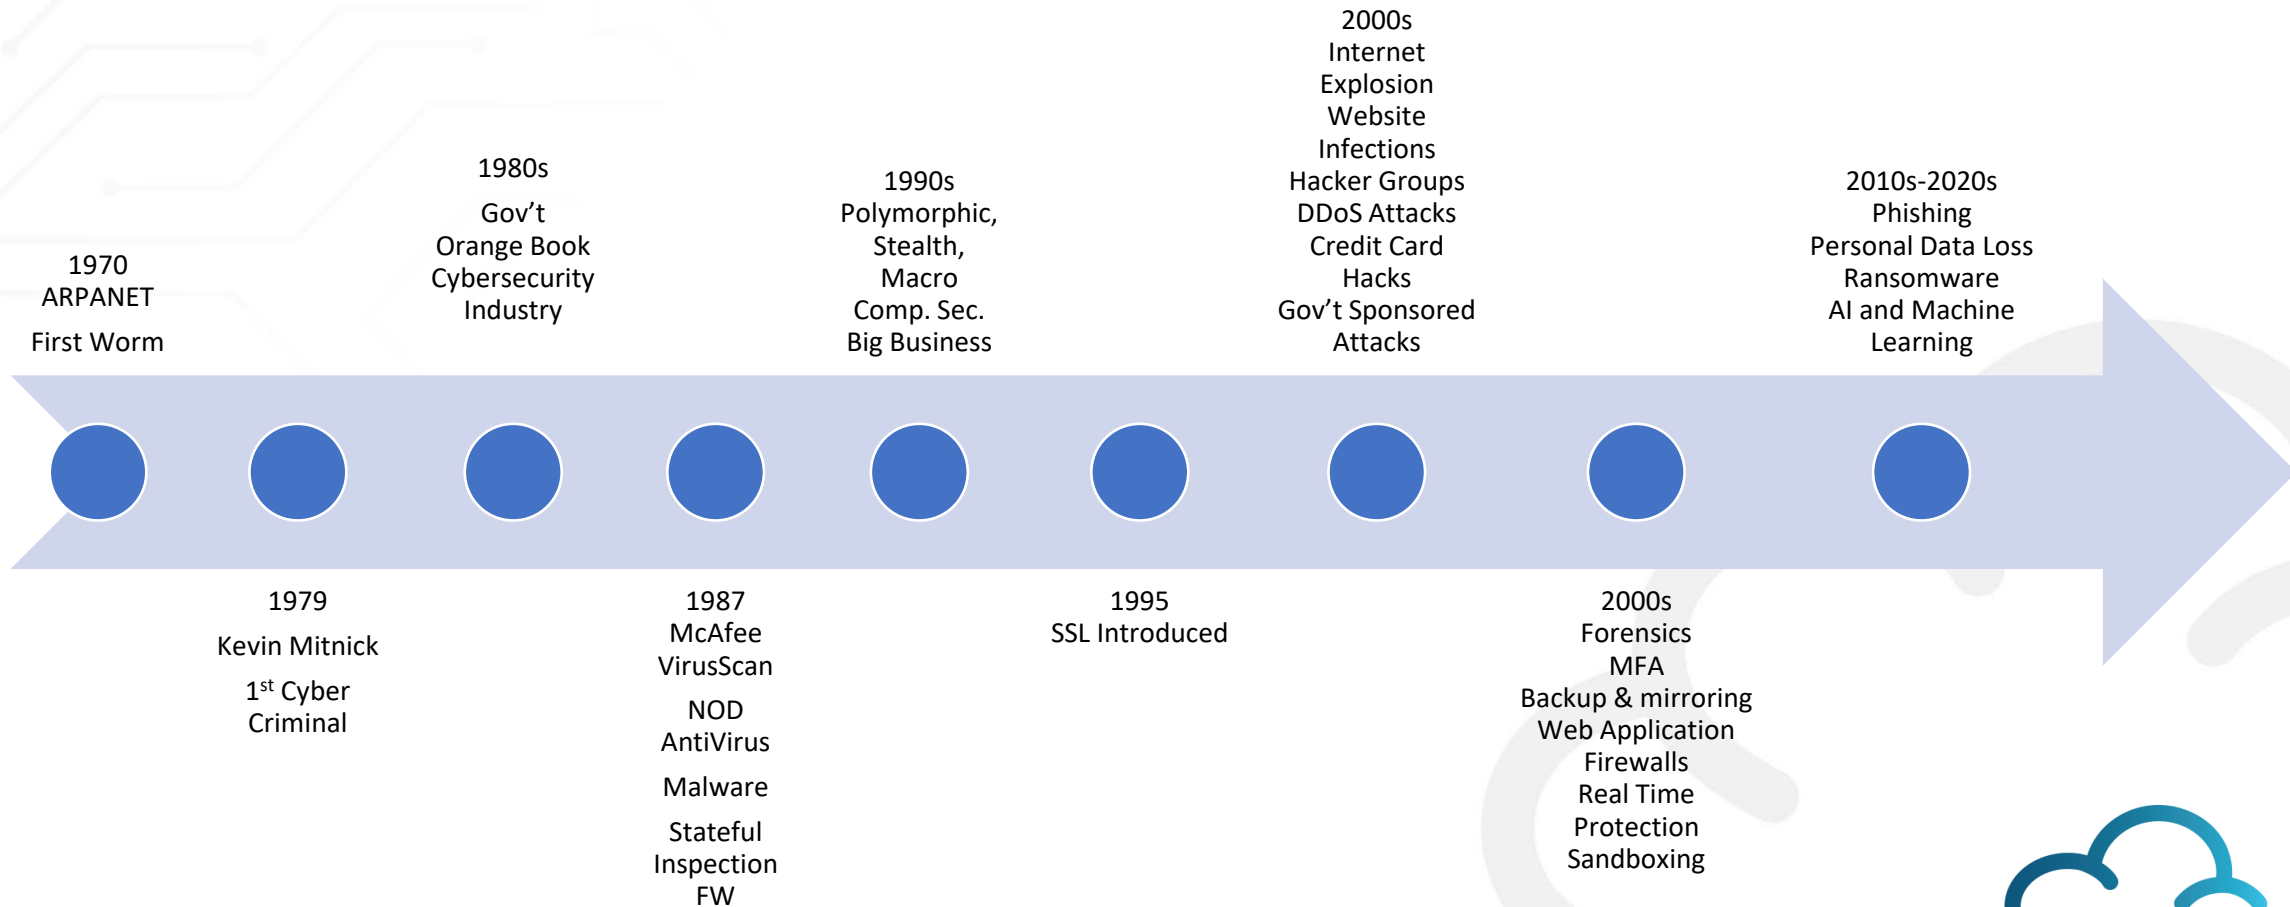 1970
ARPANET
First Worm
1979
Kevin Mitnick
1st Cyber
Criminal
1980s
Gov’t
Orange Book
Cybersecurity
Industry
1987
McAfee
VirusScan
NOD
AntiVirus
Malware
Stateful
Inspection
FW
1990s
Polymorphic,
Stealth,
Macro
Comp. Sec.
Big Business
1995
SSL Introduced
2000s
Internet
Explosion
Website
Infections
Hacker Groups
DDoS Attacks
Credit Card
Hacks
Gov’t Sponsored
Attacks
2000s
Forensics
MFA
Backup & mirroring
Web Application
Firewalls
Real Time
Protection
Sandboxing
2010s-2020s
Phishing
Personal Data Loss
Ransomware
AI and Machine
Learning